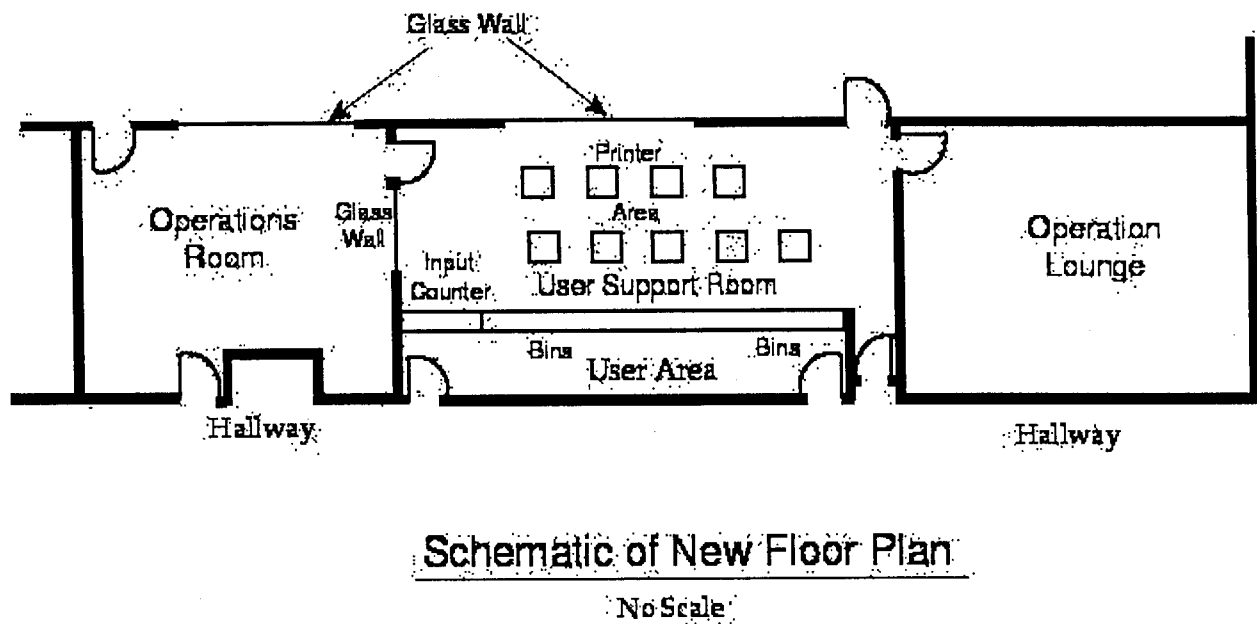 Glass Wall
Printer
Area
Operations
Room
Glass
Wall
Input
Counter
User Support Room
Operation
Lounge
Bins
Bins
User Area
Hallway
Hallway
Schematic of New Floor Plan
No Scale